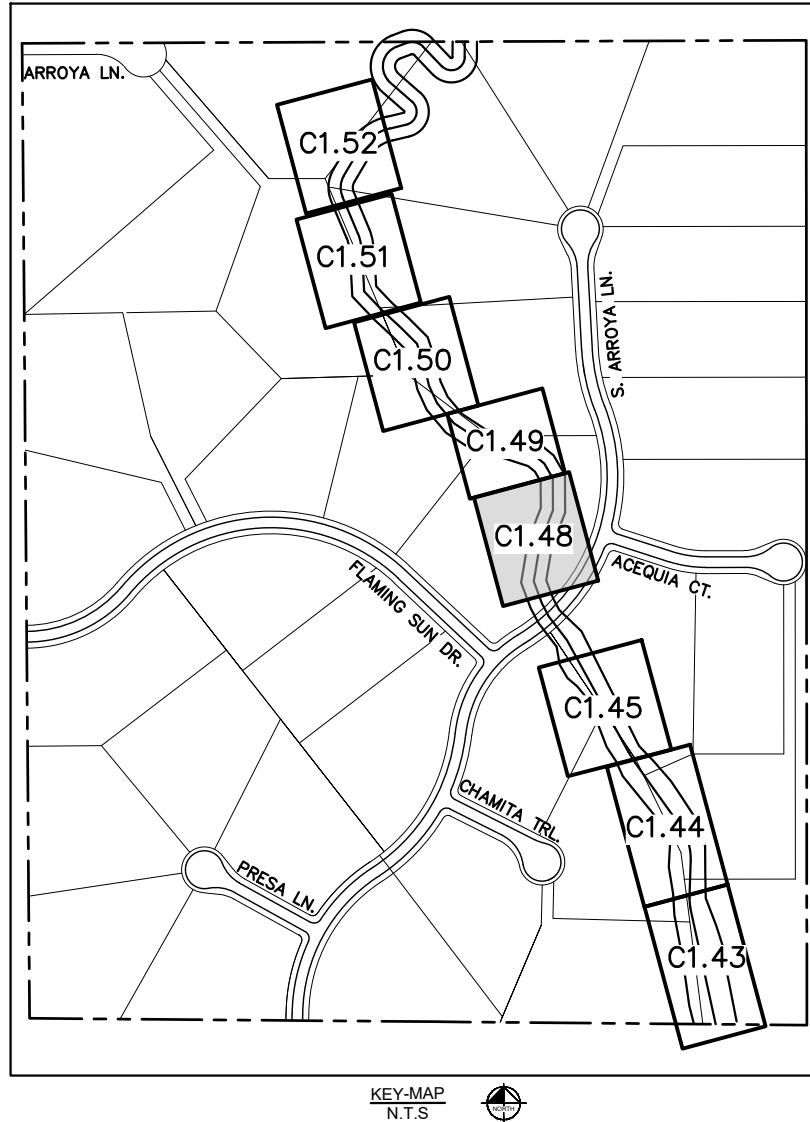 ARROYA LN.
C1.52
C1.51
S. ARROYA LN.
C1.50
C1.49
C1.48
ACEQUIA CT.
FLAMING SUN DR.
C1.45
CHAMITA TRL.
C1.44
PRESA LN.
C1.43
KEY-MAP
N.T.S
NORTH